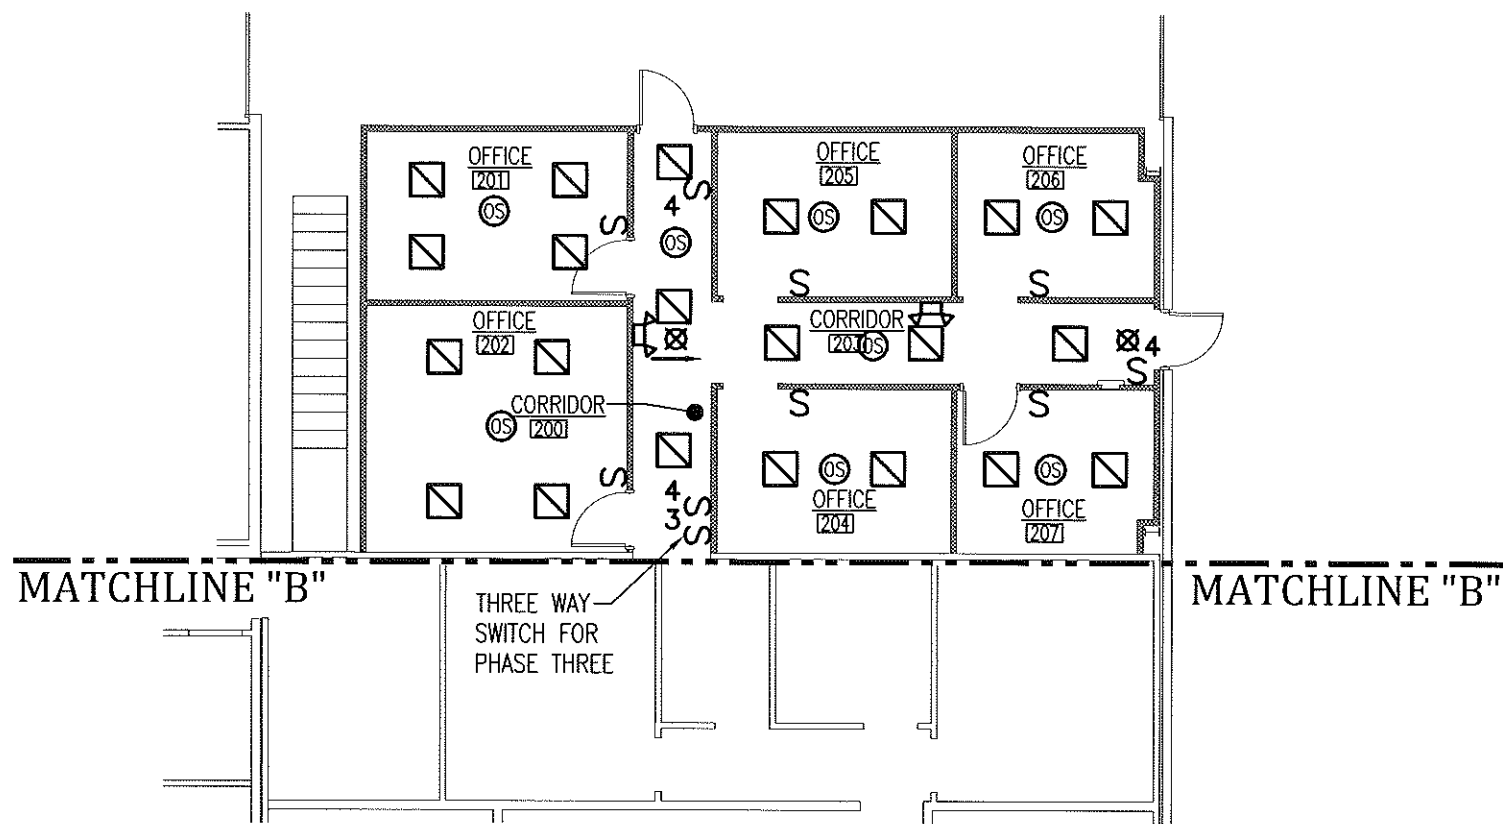 OFFICE
201
OS
S
S
4
OS
OFFICE
205
OS
S
OFFICE
206
OS
S
OFFICE
202
OS
S
CORRIDOR
200
CORRIDOR
203
OS
4
S
S
OS
OFFICE
204
S
OS
OFFICE
207
4 S
3 S
MATCHLINE "B"
MATCHLINE "B"
THREE WAY
SWITCH FOR
PHASE THREE